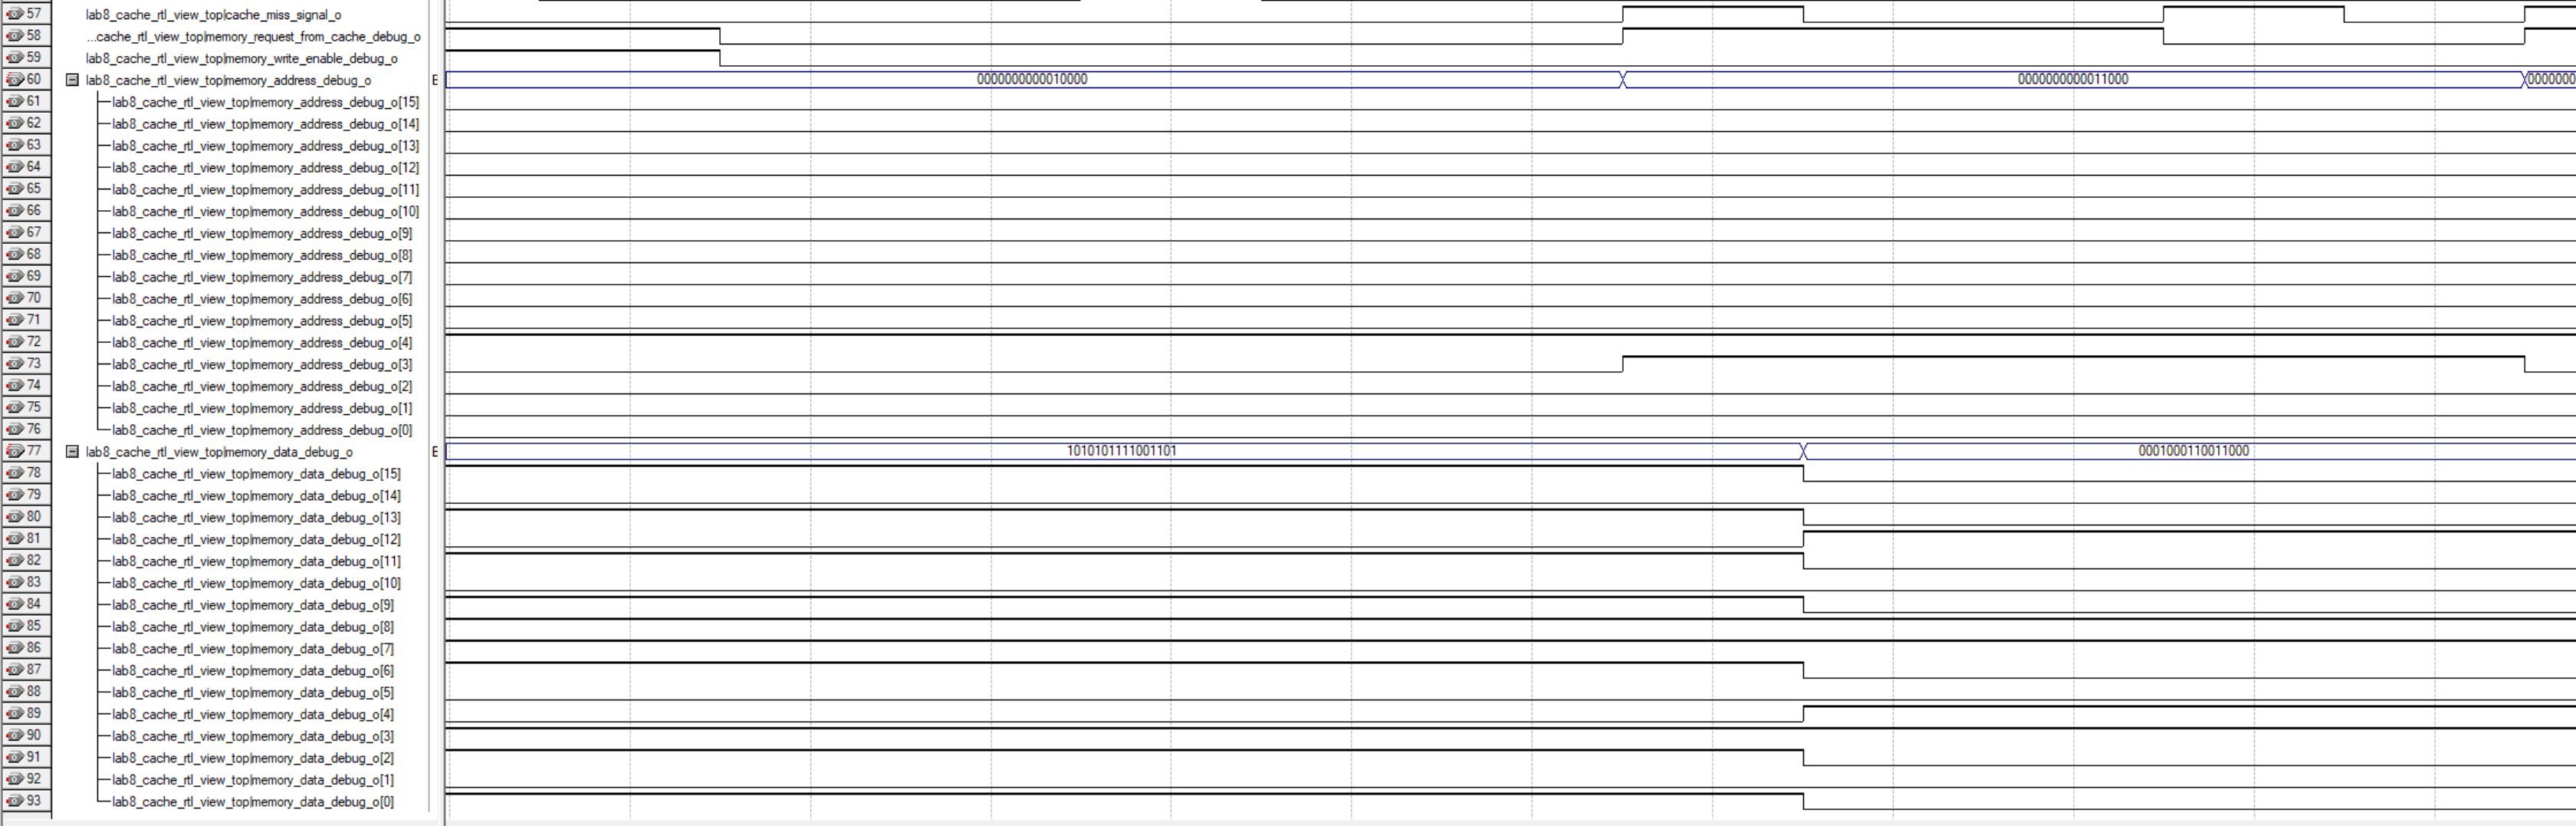 57 lab8_cache_rtl_view_top|cache_miss_signal_o
58 ...cache_rtl_view_top|memory_request_from_cache_debug_o
59 lab8_cache_rtl_view_top|memory_write_enable_debug_o
60 lab8_cache_rtl_view_top|memory_address_debug_o E 0000000000010000 0000000000011000 0000000
61 lab8_cache_rtl_view_top|memory_address_debug_o[15]
62 lab8_cache_rtl_view_top|memory_address_debug_o[14]
63 lab8_cache_rtl_view_top|memory_address_debug_o[13]
64 lab8_cache_rtl_view_top|memory_address_debug_o[12]
65 lab8_cache_rtl_view_top|memory_address_debug_o[11]
66 lab8_cache_rtl_view_top|memory_address_debug_o[10]
67 lab8_cache_rtl_view_top|memory_address_debug_o[9]
68 lab8_cache_rtl_view_top|memory_address_debug_o[8]
69 lab8_cache_rtl_view_top|memory_address_debug_o[7]
70 lab8_cache_rtl_view_top|memory_address_debug_o[6]
71 lab8_cache_rtl_view_top|memory_address_debug_o[5]
72 lab8_cache_rtl_view_top|memory_address_debug_o[4]
73 lab8_cache_rtl_view_top|memory_address_debug_o[3]
74 lab8_cache_rtl_view_top|memory_address_debug_o[2]
75 lab8_cache_rtl_view_top|memory_address_debug_o[1]
76 lab8_cache_rtl_view_top|memory_address_debug_o[0]
77 lab8_cache_rtl_view_top|memory_data_debug_o E 1010101111001101 0001000110011000
78 lab8_cache_rtl_view_top|memory_data_debug_o[15]
79 lab8_cache_rtl_view_top|memory_data_debug_o[14]
80 lab8_cache_rtl_view_top|memory_data_debug_o[13]
81 lab8_cache_rtl_view_top|memory_data_debug_o[12]
82 lab8_cache_rtl_view_top|memory_data_debug_o[11]
83 lab8_cache_rtl_view_top|memory_data_debug_o[10]
84 lab8_cache_rtl_view_top|memory_data_debug_o[9]
85 lab8_cache_rtl_view_top|memory_data_debug_o[8]
86 lab8_cache_rtl_view_top|memory_data_debug_o[7]
87 lab8_cache_rtl_view_top|memory_data_debug_o[6]
88 lab8_cache_rtl_view_top|memory_data_debug_o[5]
89 lab8_cache_rtl_view_top|memory_data_debug_o[4]
90 lab8_cache_rtl_view_top|memory_data_debug_o[3]
91 lab8_cache_rtl_view_top|memory_data_debug_o[2]
92 lab8_cache_rtl_view_top|memory_data_debug_o[1]
93 lab8_cache_rtl_view_top|memory_data_debug_o[0]